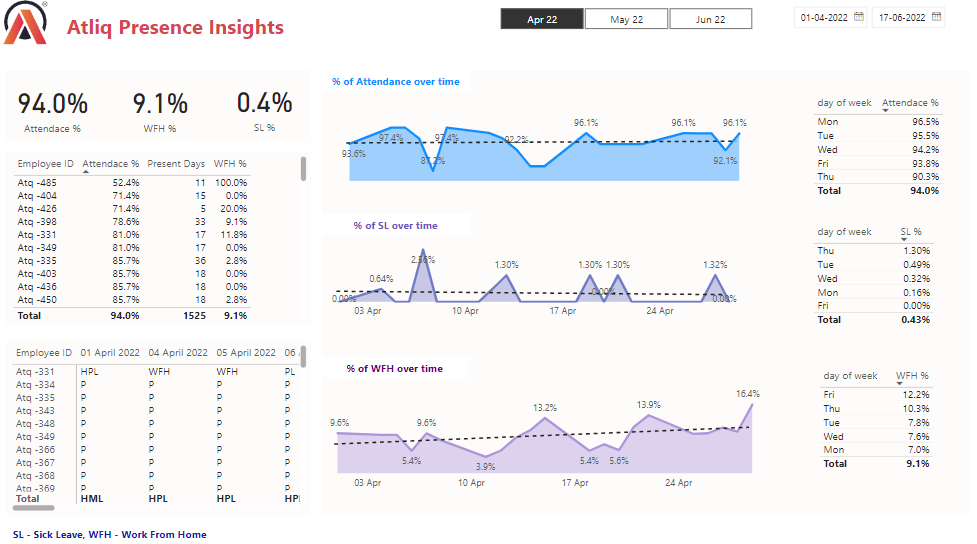 Atliq Presence Insights
Apr 22 May 22 Jun 22
01-04-2022 17-06-2022
94.0% 9.1% 0.4%
Attendace % WFH % SL %
Employee ID Attendace % Present Days WFH %
Atq -485 52.4% 11 100.0%
Atq -404 71.4% 15 0.0%
Atq -426 71.4% 5 20.0%
Atq -398 78.6% 33 9.1%
Atq -331 81.0% 17 11.8%
Atq -349 81.0% 17 0.0%
Atq -335 85.7% 36 2.8%
Atq -403 85.7% 18 0.0%
Atq -436 85.7% 18 0.0%
Atq -450 85.7% 18 2.8%
Total 94.0% 1525 9.1%
Employee ID 01 April 2022 04 April 2022 05 April 2022 06
Atq -331 HPL WFH WFH PL
Atq -334 P P P P
Atq -335 P P P P
Atq -343 P P P P
Atq -348 P P P P
Atq -349 P P P P
Atq -366 P P P P
Atq -367 P P P P
Atq -368 P P P P
Atq -369 P P P P
Total HML HPL HPL HPL
% of Attendance over time
93.6% 97.4% 87.2% 97.4% 92.2% 96.1% 96.1% 92.1% 96.1%
% of SL over time
0.00% 0.64% 2.56% 1.30% 1.30% 0.00% 1.30% 1.32% 0.00%
03 Apr 10 Apr 17 Apr 24 Apr
% of WFH over time
9.6% 5.4% 9.6% 3.9% 13.2% 5.4% 5.6% 13.9% 16.4%
03 Apr 10 Apr 17 Apr 24 Apr
day of week Attendace %
Mon 96.5%
Tue 95.5%
Wed 94.2%
Fri 93.8%
Thu 90.3%
Total 94.0%
day of week SL %
Thu 1.30%
Tue 0.49%
Wed 0.32%
Mon 0.16%
Fri 0.00%
Total 0.43%
day of week WFH %
Fri 12.2%
Thu 10.3%
Tue 7.8%
Wed 7.6%
Mon 7.0%
Total 9.1%
SL - Sick Leave, WFH - Work From Home